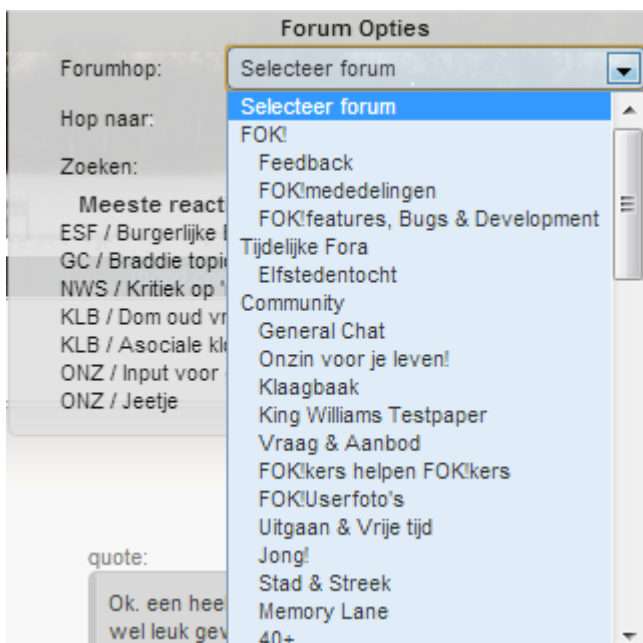 Forum Opties
Forumhop:
Selecteer forum
Hop naar:
Zoeken:
Meeste react
ESF / Burgerlijke
GC / Braddie topi
NWS / Kritiek op '
KLB / Dom oud vr
KLB / Asociale kl
ONZ / Input voor
ONZ / Jeetje
Selecteer forum
FOK!
Feedback
FOK!mededelingen
FOK!features, Bugs & Development
Tijdelijke Fora
Elfstedentocht
Community
General Chat
Onzin voor je leven!
Klaagbaak
King Williams Testpaper
Vraag & Aanbod
FOK!kers helpen FOK!kers
FOK!Userfoto's
Uitgaan & Vrije tijd
Jong!
Stad & Streek
Memory Lane
40+
quote:
Ok. een hee
wel leuk gev